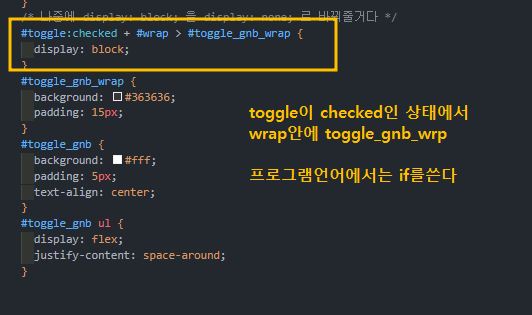 }
/* 나중에 display: block; 을 display: none; 로 바꿔줄거다 */
#toggle:checked + #wrap > #toggle_gnb_wrap {
display: block;
}
#toggle_gnb_wrap {
background: #363636;
padding: 15px;
}
#toggle_gnb {
background: #fff;
padding: 5px;
text-align: center;
}
#toggle_gnb ul {
display: flex;
justify-content: space-around;
}
toggle이 checked인 상태에서
wrap안에 toggle_gnb_wrp
프로그램언어에서는 if를쓴다